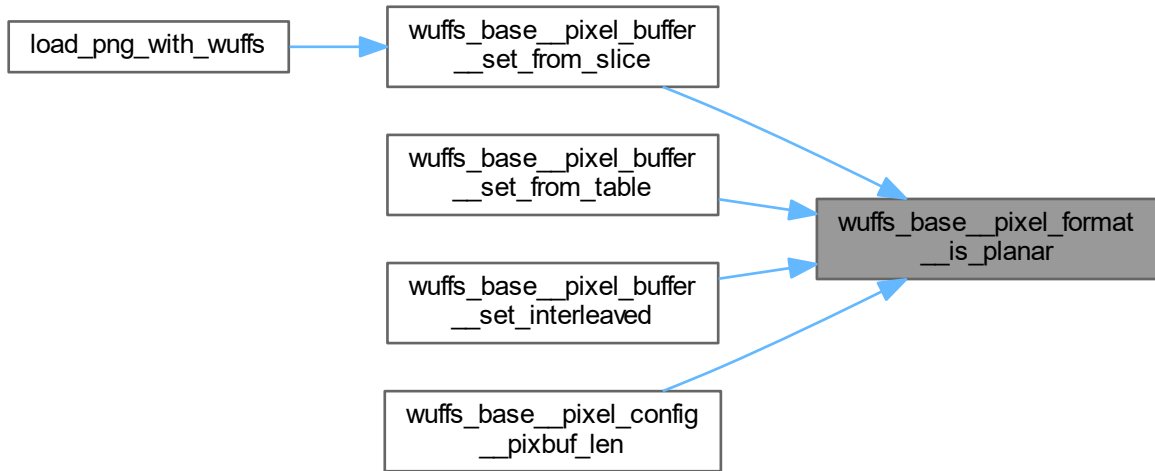 load_png_with_wuffs
wuffs_base__pixel_buffer
__set_from_slice
wuffs_base__pixel_buffer
__set_from_table
wuffs_base__pixel_buffer
__set_interleaved
wuffs_base__pixel_config
__pixbuf_len
wuffs_base__pixel_format
__is_planar